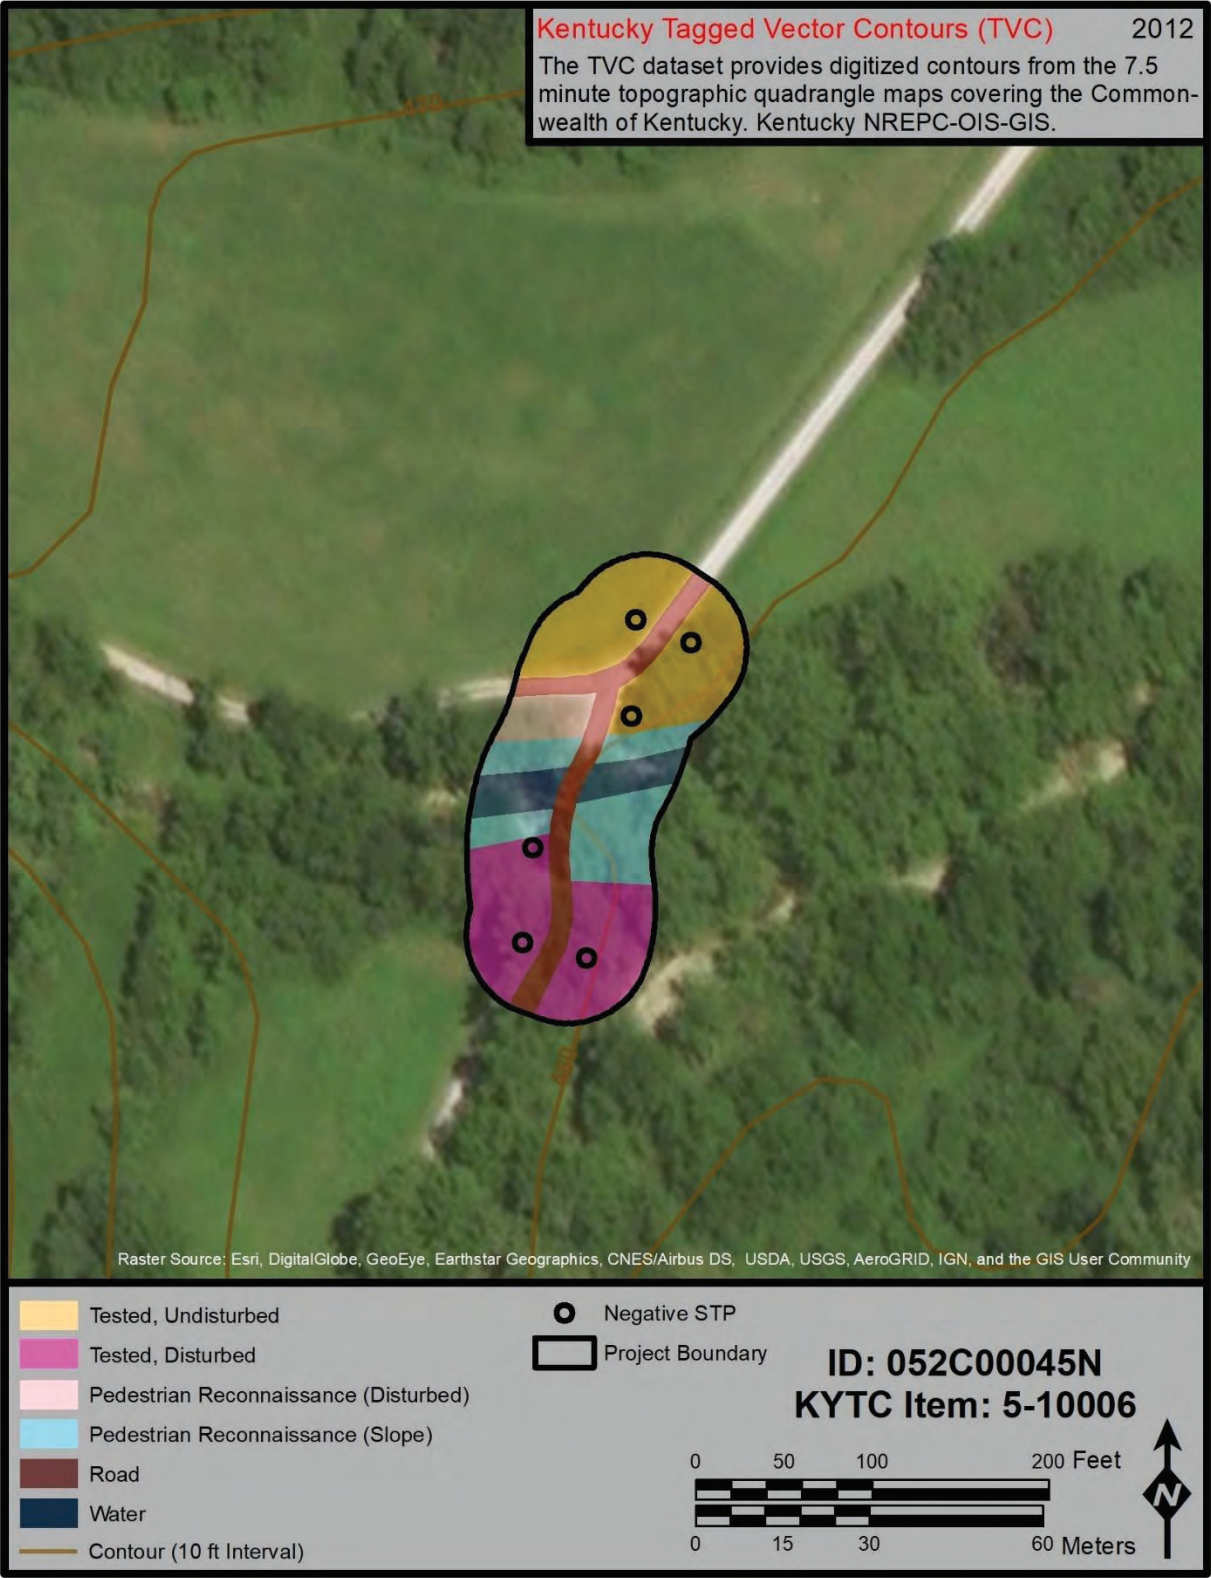 Kentucky Tagged Vector Contours (TVC) 2012
The TVC dataset provides digitized contours from the 7.5
minute topographic quadrangle maps covering the Common-
wealth of Kentucky. Kentucky NREPC-OIS-GIS.
Raster Source: Esri, DigitalGlobe, GeoEye, Earthstar Geographics, CNES/Airbus DS, USDA, USGS, AeroGRID, IGN, and the GIS User Community
Tested, Undisturbed
Tested, Disturbed
Pedestrian Reconnaissance (Disturbed)
Pedestrian Reconnaissance (Slope)
Road
Water
Contour (10 ft Interval)
Negative STP
Project Boundary
ID: 052C00045N
KYTC Item: 5-10006
0 50 100 200 Feet
0 15 30 60 Meters
N